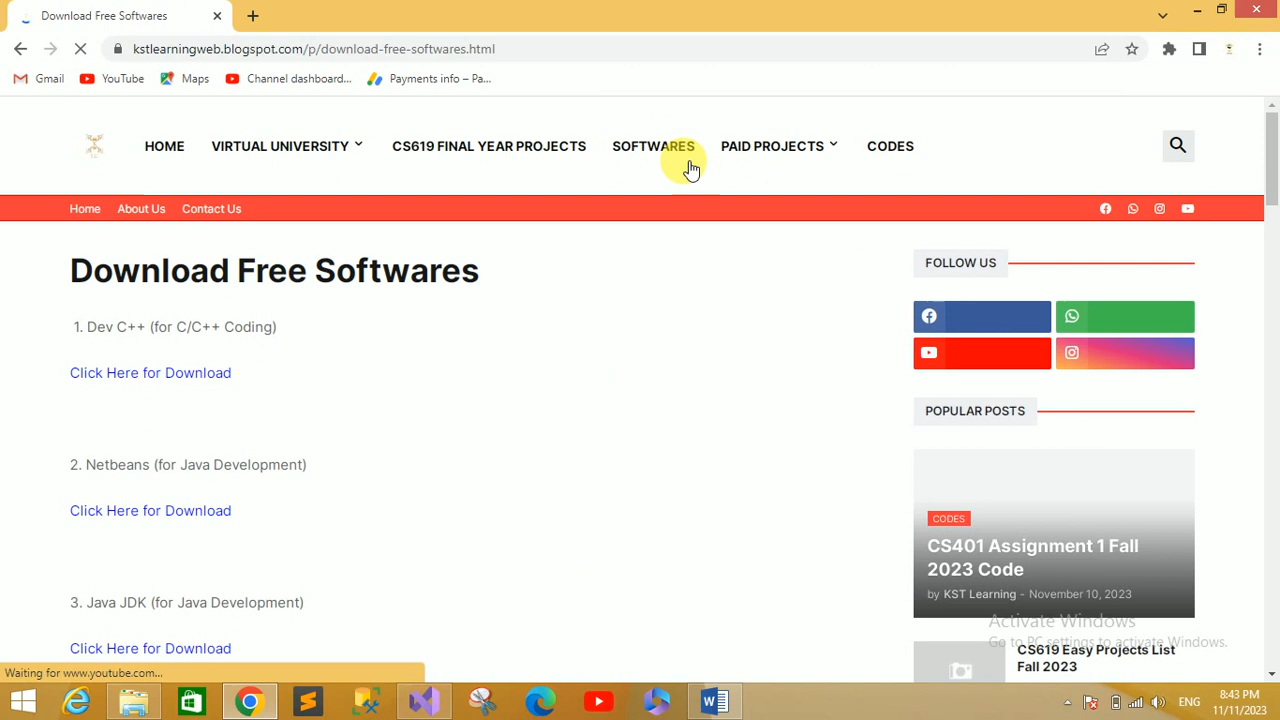 Download Free Softwares
kstlearningweb.blogspot.com/p/download-free-softwares.html
Gmail YouTube Maps Channel dashboard... Payments info – Pa...
HOME VIRTUAL UNIVERSITY CS619 FINAL YEAR PROJECTS SOFTWARES PAID PROJECTS CODES
Home About Us Contact Us
Download Free Softwares
1. Dev C++ (for C/C++ Coding)
Click Here for Download
2. Netbeans (for Java Development)
Click Here for Download
3. Java JDK (for Java Development)
Click Here for Download
FOLLOW US
POPULAR POSTS
CODES
CS401 Assignment 1 Fall
2023 Code
by KST Learning - November 10, 2023
CS619 Easy Projects List
Fall 2023
Activate Windows
Go to PC settings to activate Windows.
Waiting for www.youtube.com...
ENG
8:43 PM
11/11/2023